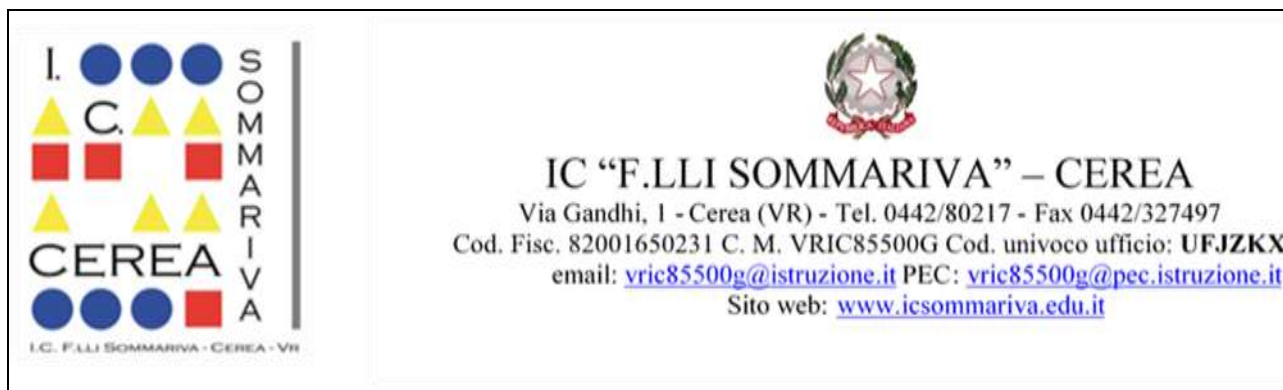 I.
C.
SOMMARIVA
CEREA
I.C. F.LLI SOMMARIVA - CEREA - VR
REPVBBLICA ITALIANA
IC “F.LLI SOMMARIVA” – CEREA
Via Gandhi, 1 - Cerea (VR) - Tel. 0442/80217 - Fax 0442/327497
Cod. Fisc. 82001650231 C. M. VRIC85500G Cod. univoco ufficio: UFJZKX
email: vric85500g@istruzione.it PEC: vric85500g@pec.istruzione.it
Sito web: www.icsommariva.edu.it